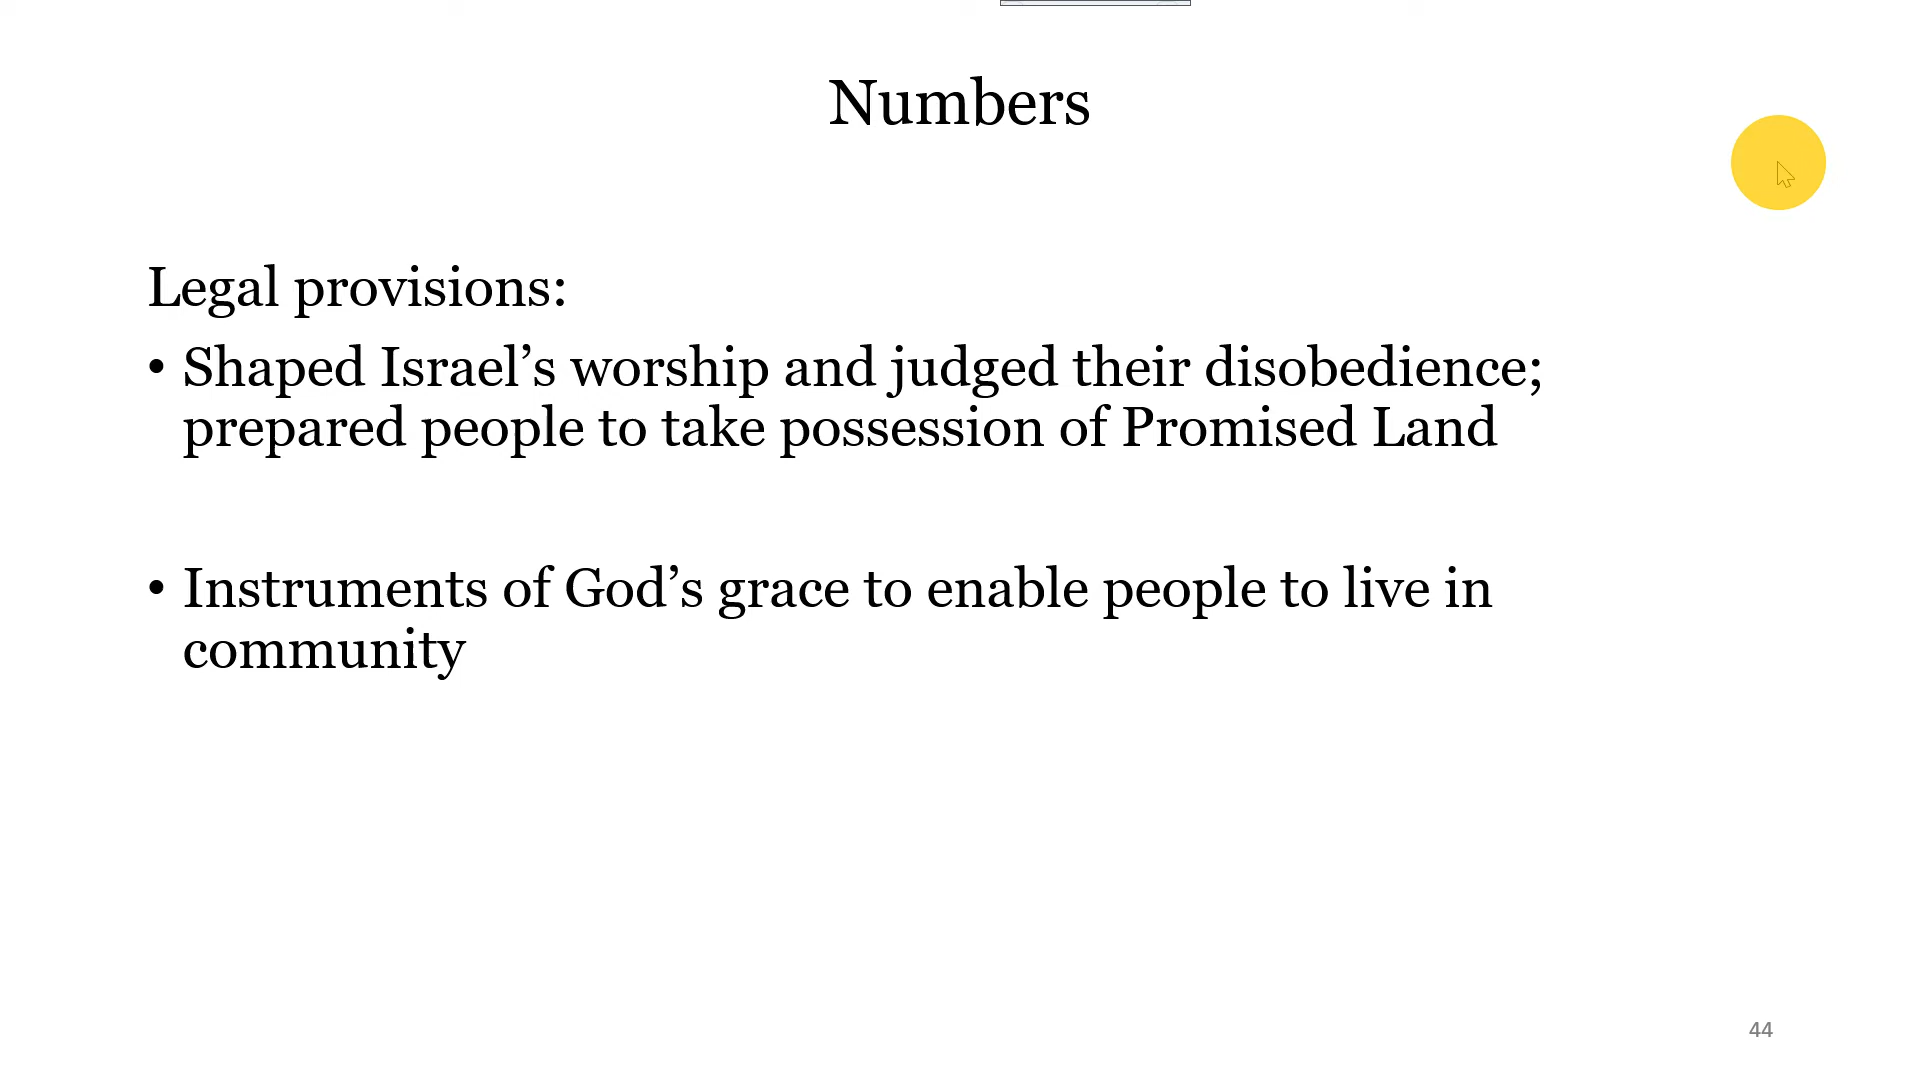 Numbers
Legal provisions:
• Shaped Israel’s worship and judged their disobedience;
prepared people to take possession of Promised Land
• Instruments of God’s grace to enable people to live in
community
44